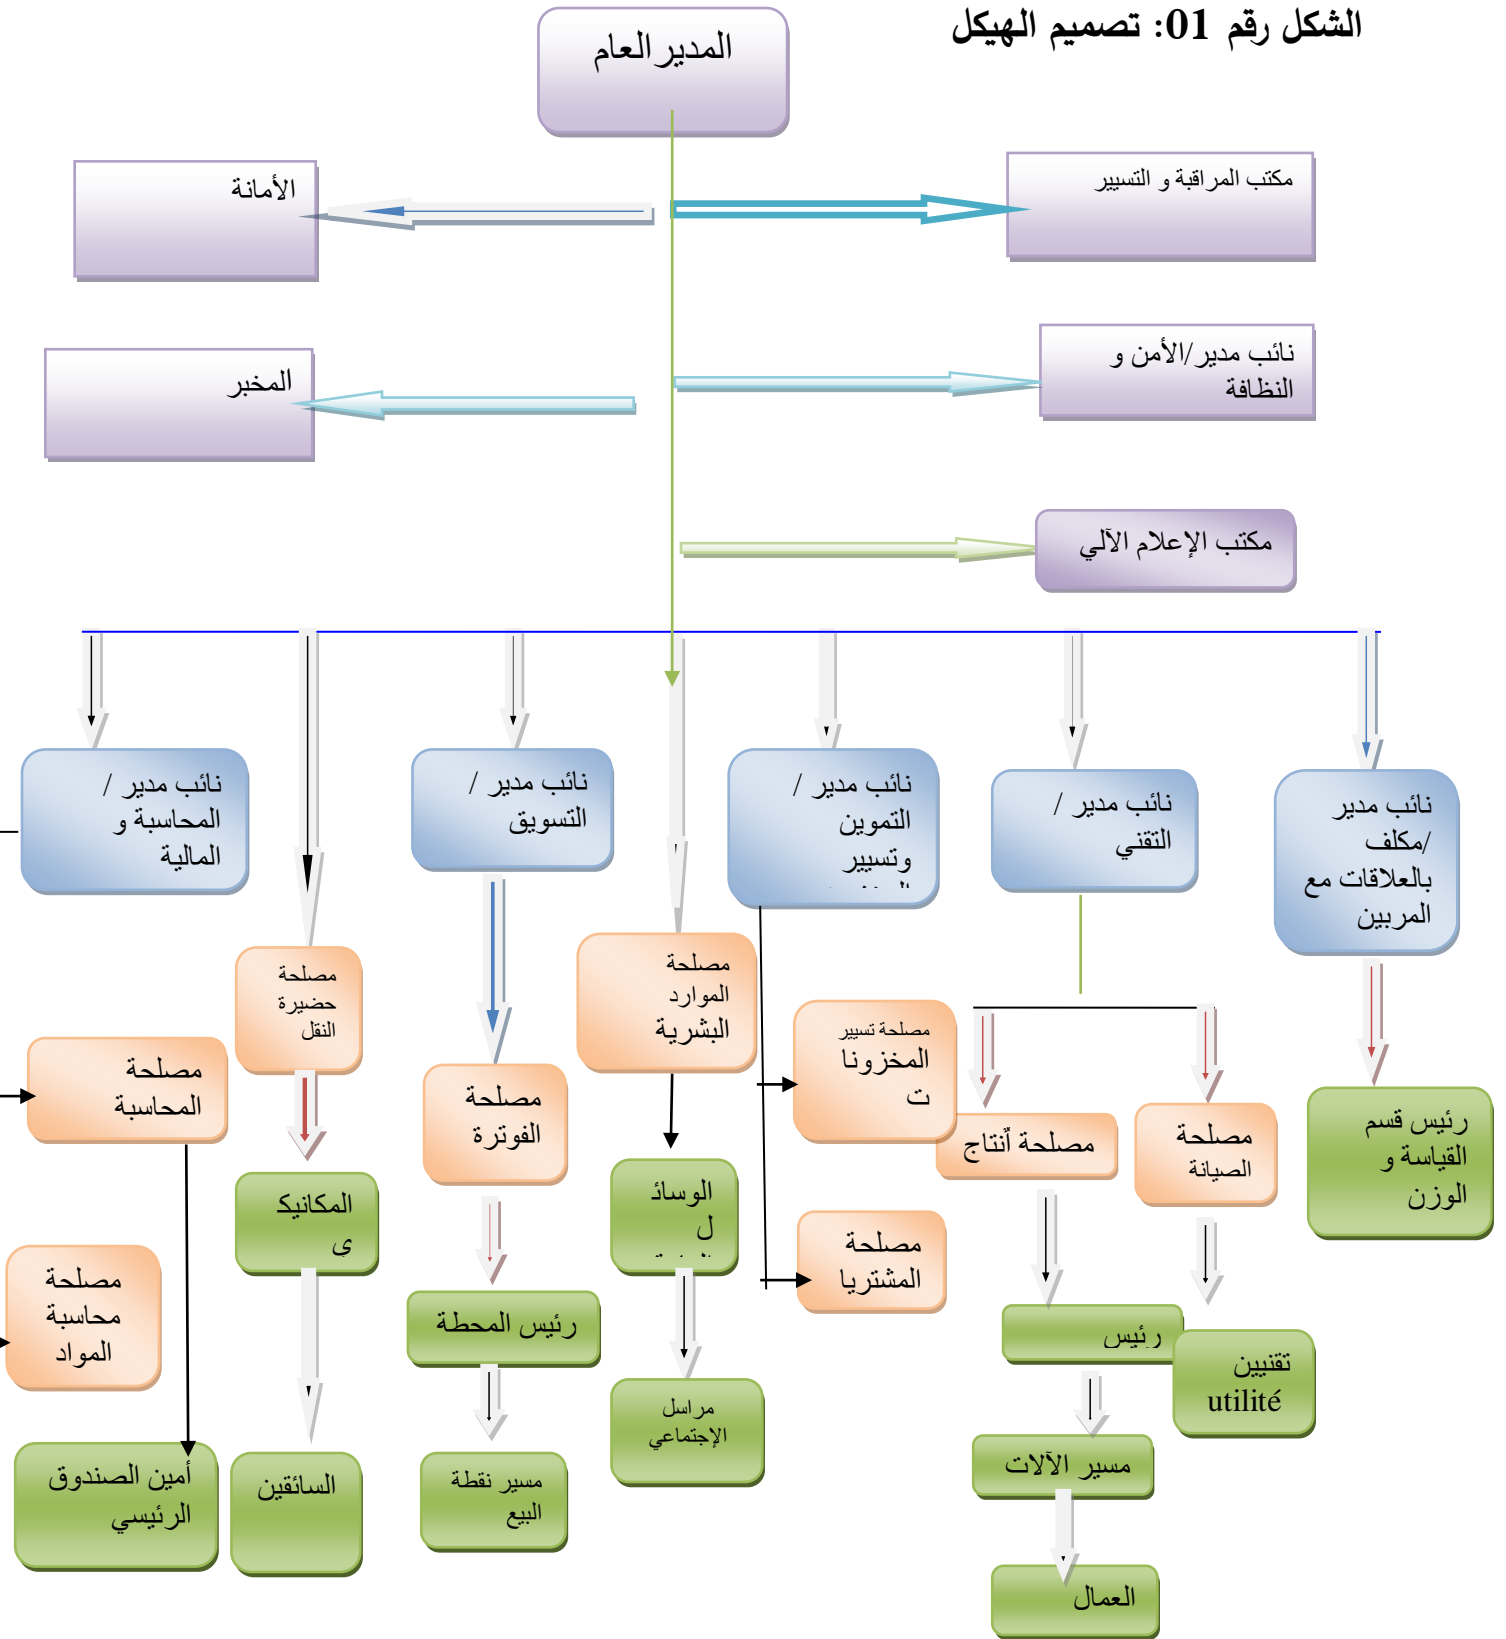 الشكل رقم 01: تصميم الهيكل
المدير العام
مكتب المراقبة و التسيير
الأمانة
نائب مدير/الأمن و
النظافة
المخبر
مكتب الإعلام الآلي
نائب مدير
/مكلف
بالعلاقات مع
المربين
نائب مدير /
التقني
نائب مدير /
التموين
وتسيير
نائب مدير /
التسويق
نائب مدير /
المحاسبة و
المالية
مصلحة
الموارد
البشرية
مصلحة
حضيرة
النقل
مصلحة تسيير
المخزونا
ت
مصلحة
المحاسبة
مصلحة
الفوترة
رئيس قسم
القياسة و
الوزن
مصلحة
الصيانة
مصلحة أنتاج
الوسائ
ل
المكانيك
ي
مصلحة
المشتريا
مصلحة
محاسبة
المواد
رئيس المحطة
رئيس
تقنيين
utilité
مراسل
الإجتماعي
مسير الآلات
مسير نقطة
البيع
السائقين
أمين الصندوق
الرئيسي
العمال